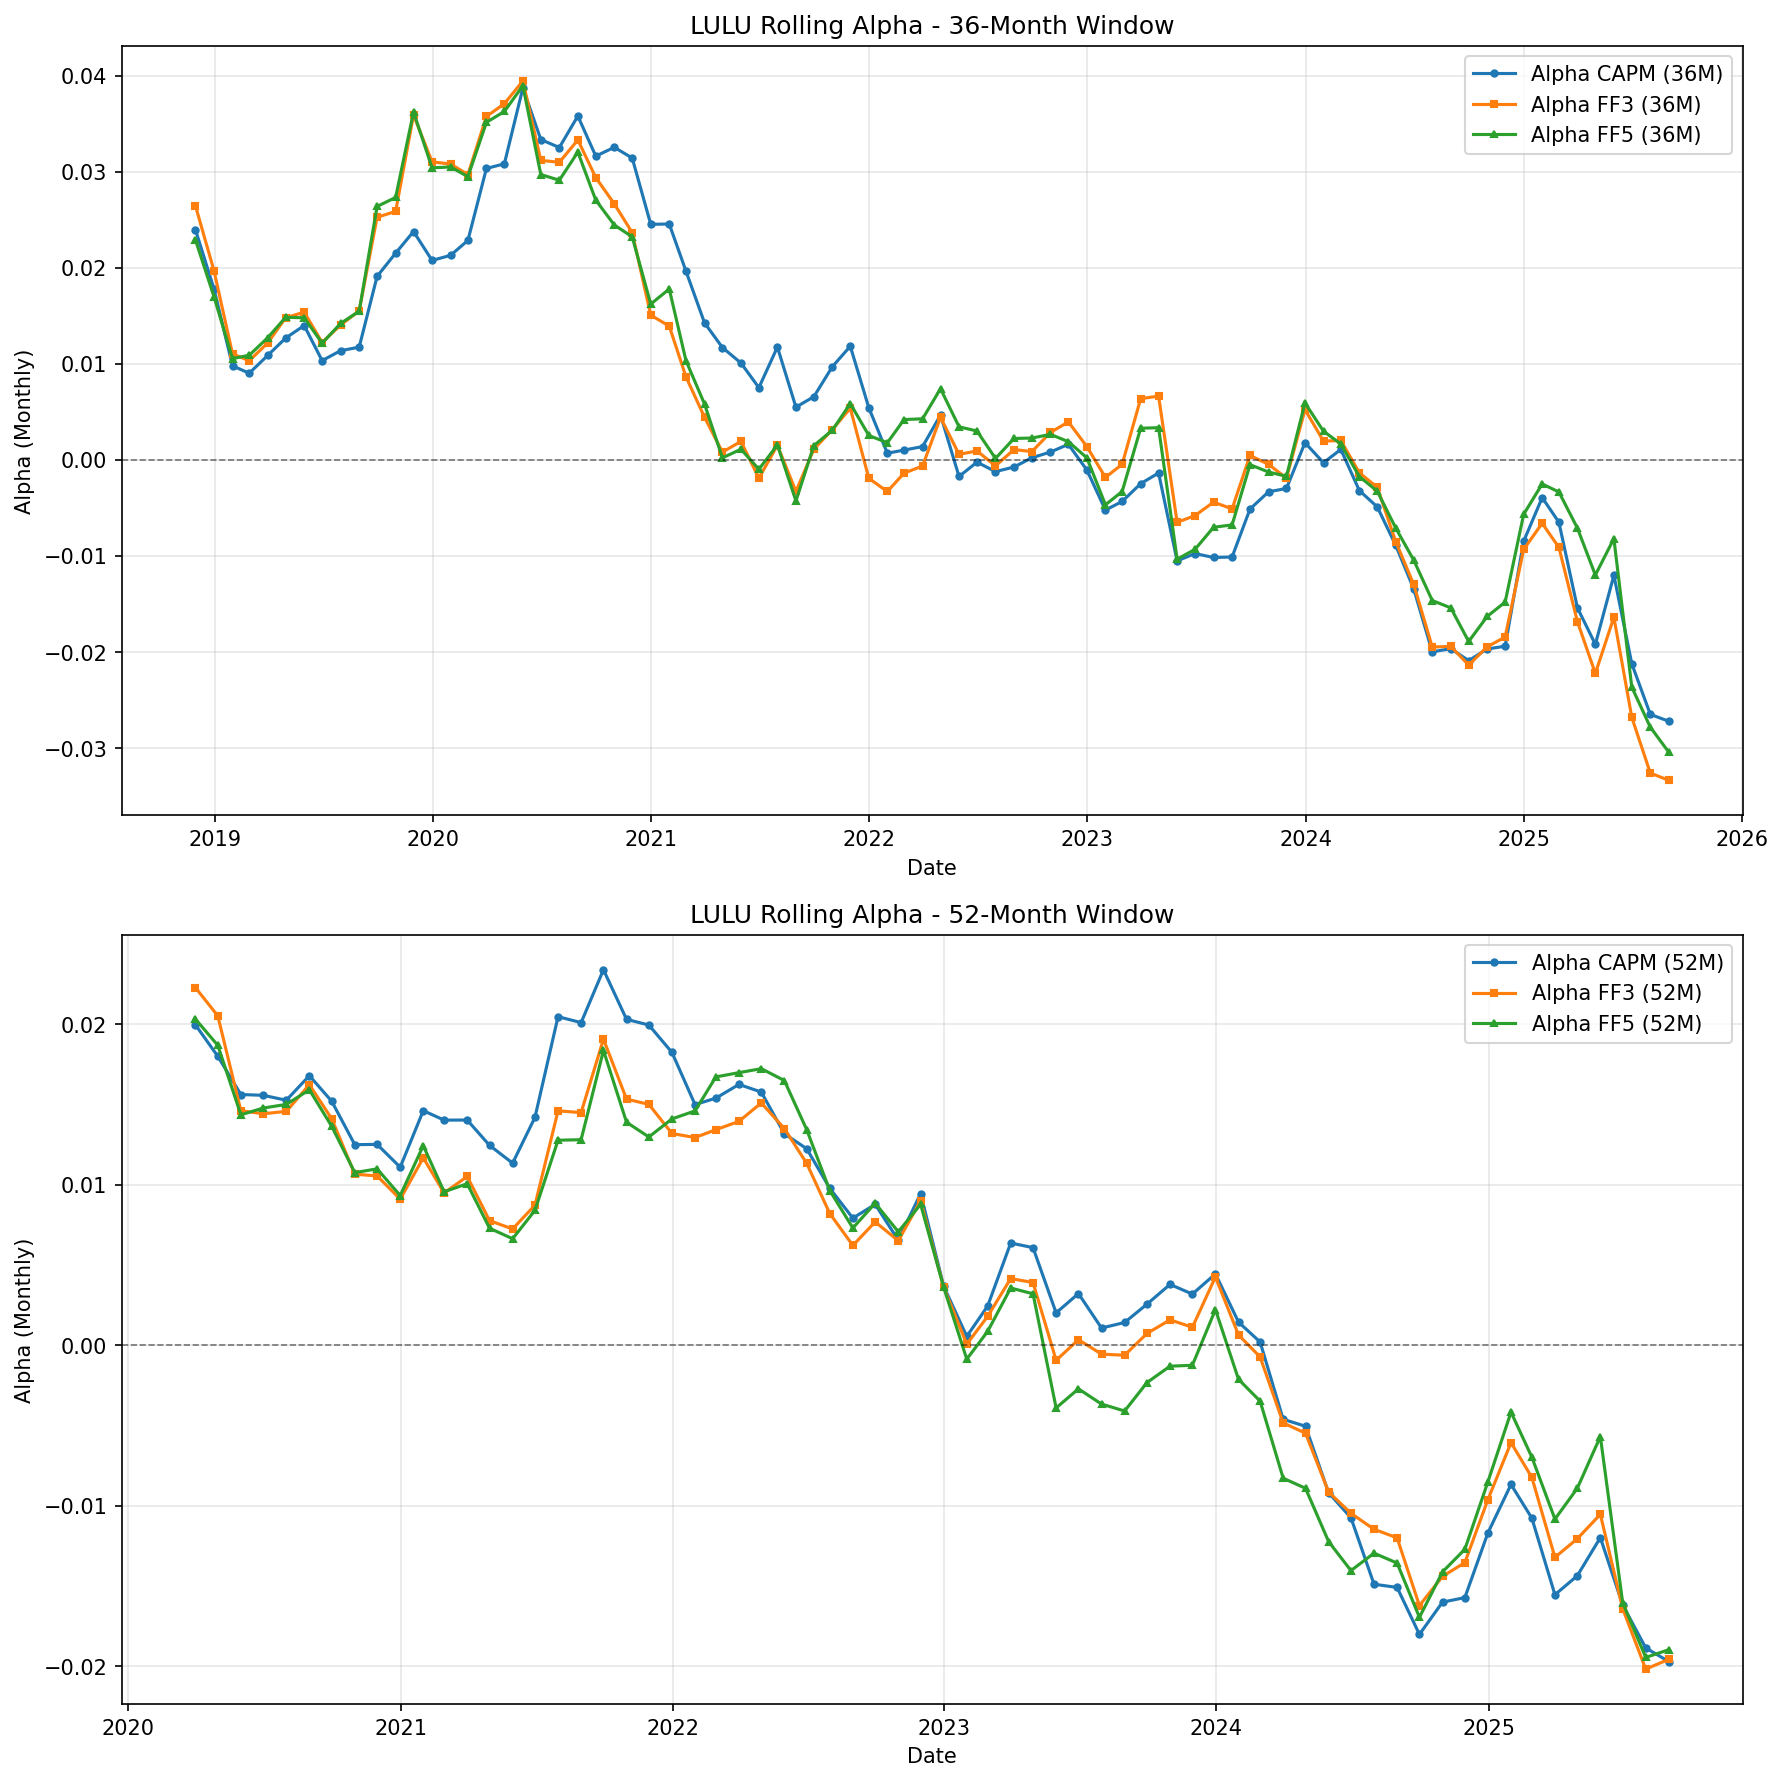 LULU Rolling Alpha - 36-Month Window
Alpha CAPM (36M)
Alpha FF3 (36M)
Alpha FF5 (36M)
Alpha (Monthly)
0.04
0.03
0.02
0.01
0.00
−0.01
−0.02
−0.03
2019 2020 2021 2022 2023 2024 2025 2026
Date
LULU Rolling Alpha - 52-Month Window
Alpha CAPM (52M)
Alpha FF3 (52M)
Alpha FF5 (52M)
Alpha (Monthly)
0.02
0.01
0.00
−0.01
−0.02
2020 2021 2022 2023 2024 2025
Date